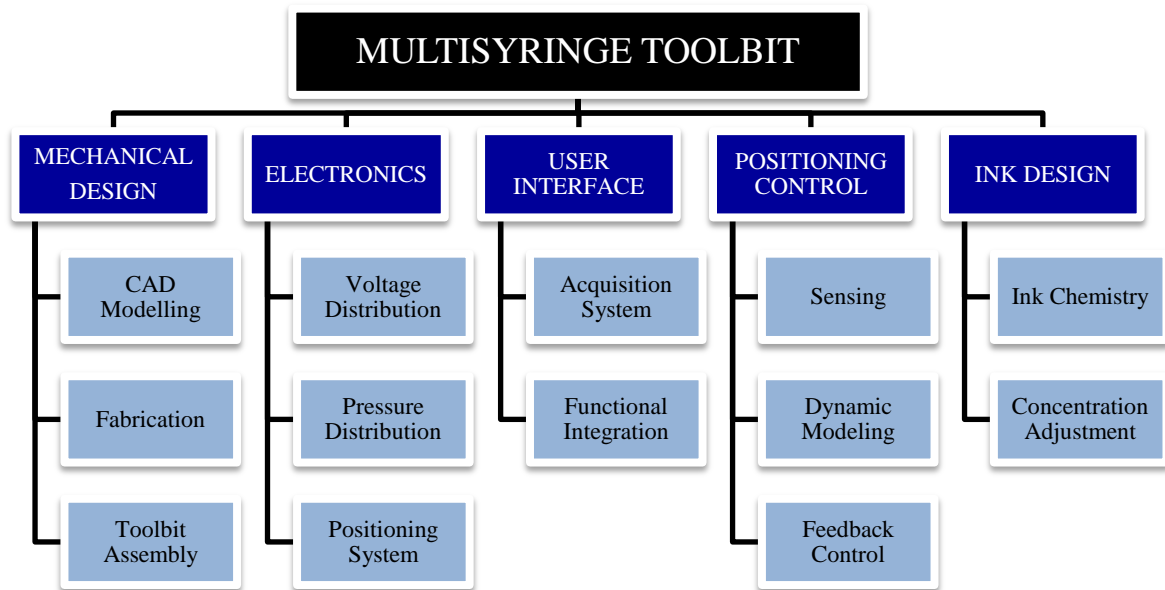 MULTISYRINGE TOOLBIT
MECHANICAL
DESIGN
ELECTRONICS
USER
INTERFACE
POSITIONING
CONTROL
INK DESIGN
CAD
Modelling
Fabrication
Toolbit
Assembly
Voltage
Distribution
Pressure
Distribution
Positioning
System
Acquisition
System
Functional
Integration
Sensing
Dynamic
Modeling
Feedback
Control
Ink Chemistry
Concentration
Adjustment